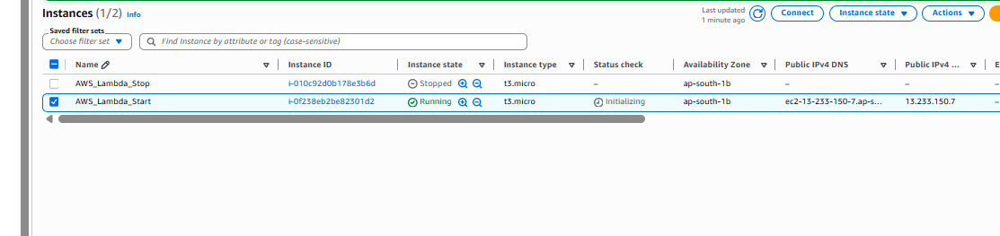 Instances (1/2) Info
Last updated
1 minute ago
Connect
Instance state
Actions
Saved filter sets
Choose filter set
Find Instance by attribute or tag (case-sensitive)
Name Instance ID Instance state Instance type Status check Availability Zone Public IPv4 DNS Public IPv4 ... E
AWS_Lambda_Stop i-010c92d0b178e3b6d Stopped t3.micro – ap-south-1b – – –
AWS_Lambda_Start i-0f238eb2be82301d2 Running t3.micro Initializing ap-south-1b ec2-13-233-150-7.ap-s... 13.233.150.7 –